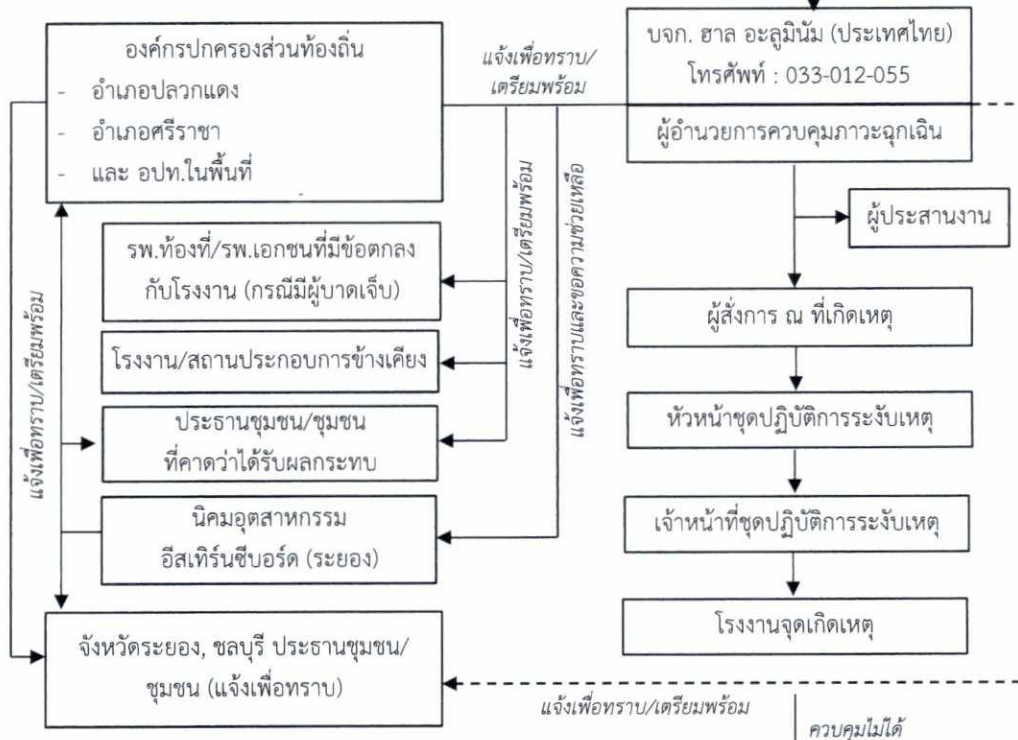 องค์กรปกครองส่วนท้องถิ่น
- อำเภอปลวกแดง
- อำเภอศรีราชา
- และ อปท.ในพื้นที่
แจ้งเพื่อทราบ/
เตรียมพร้อม
บจก. ฮาล อะลูมินัม (ประเทศไทย)
โทรศัพท์ : 033-012-055
ผู้อำนวยการควบคุมภาวะฉุกเฉิน
ผู้ประสานงาน
รพ.ท้องที่/รพ.เอกชนที่มีข้อตกลง
กับโรงงาน (กรณีมีผู้บาดเจ็บ)
แจ้งเพื่อทราบ/เตรียมพร้อม
แจ้งเพื่อทราบและขอความช่วยเหลือ
แจ้งเพื่อทราบ/เตรียมพร้อม
ผู้สั่งการ ณ ที่เกิดเหตุ
โรงงาน/สถานประกอบการข้างเคียง
หัวหน้าชุดปฏิบัติการระงับเหตุ
ประธานชุมชน/ชุมชน
ที่คาดว่าได้รับผลกระทบ
นิคมอุตสาหกรรม
อีสเทิร์นซีบอร์ด (ระยอง)
เจ้าหน้าที่ชุดปฏิบัติการระงับเหตุ
โรงงานจุดเกิดเหตุ
จังหวัดระยอง, ชลบุรี ประธานชุมชน/
ชุมชน (แจ้งเพื่อทราบ)
แจ้งเพื่อทราบ/เตรียมพร้อม
ควบคุมไม่ได้